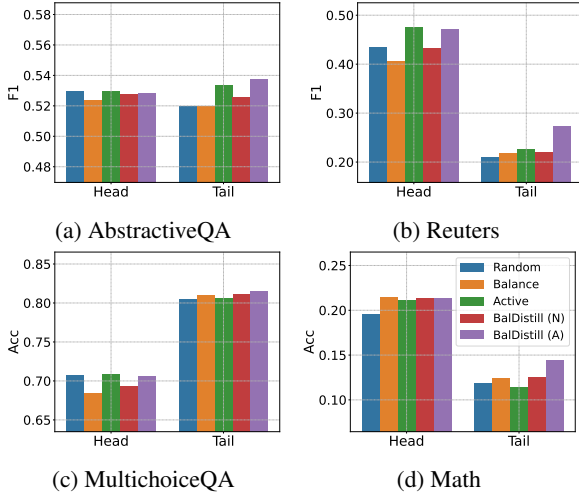 0.58
0.56
0.54
0.52
0.50
0.48
F1
Head Tail
(a) AbstractiveQA
0.50
0.40
0.30
0.20
F1
Head Tail
(b) Reuters
0.85
0.80
0.75
0.70
0.65
Acc
Head Tail
(c) MultichoiceQA
0.25
0.20
0.15
0.10
Acc
Random
Balance
Active
BalDistill (N)
BalDistill (A)
Head Tail
(d) Math